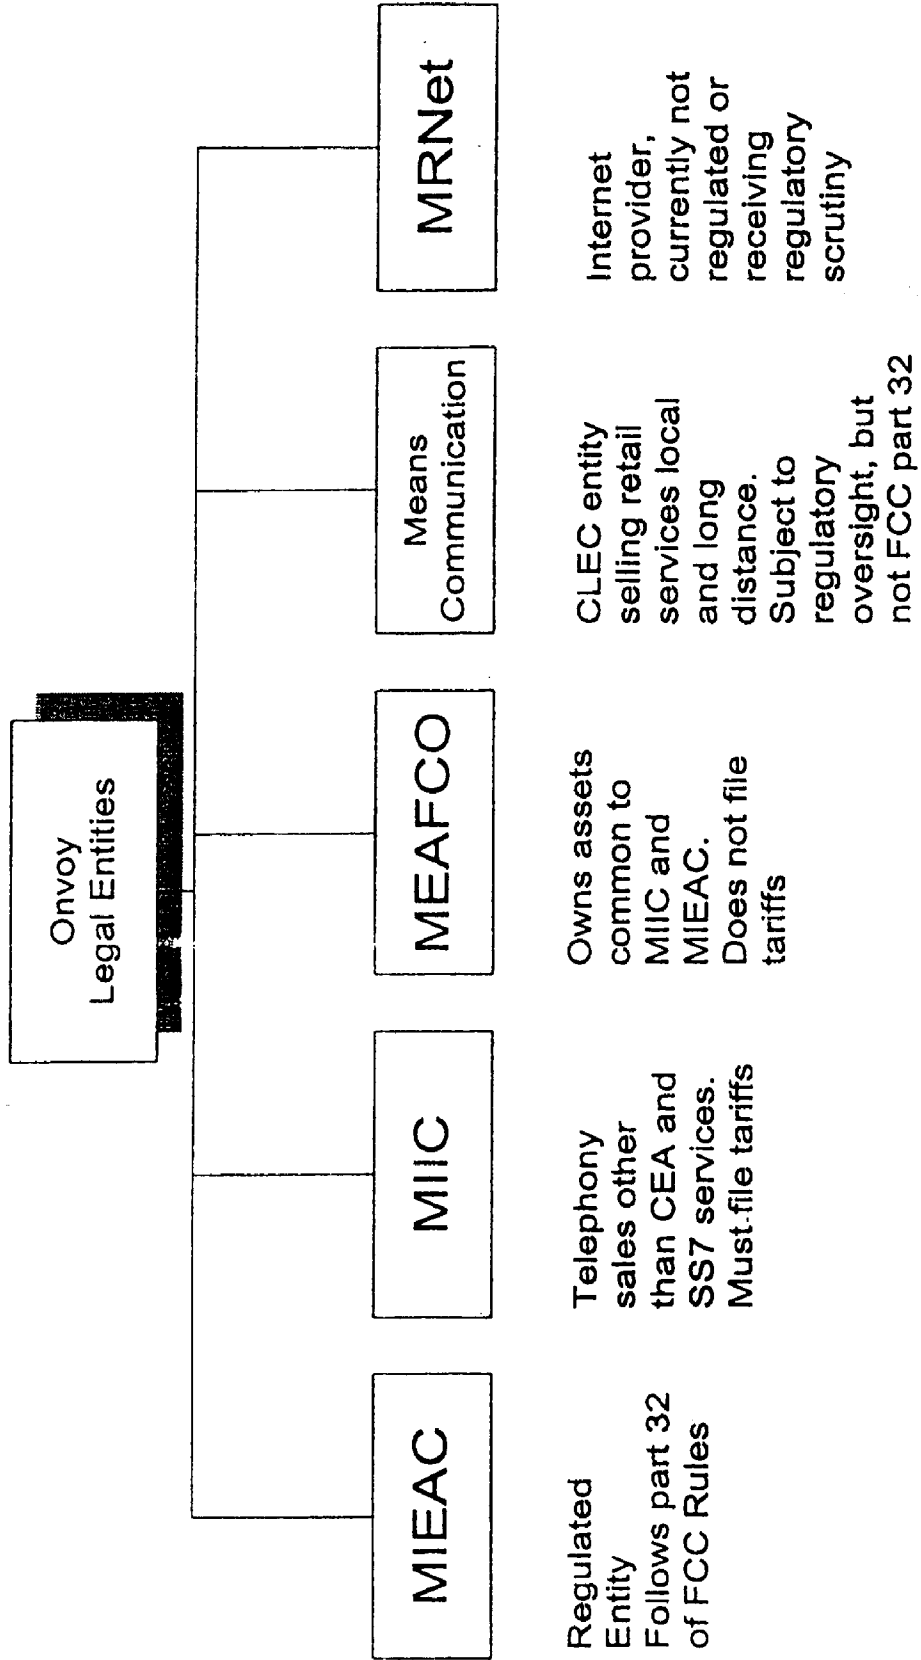 Onvoy
Legal Entities
MIEAC
MIIC
MEAFCO
Means
Communication
MRNet
Regulated
Entity
Follows part 32
of FCC Rules
Telephony
sales other
than CEA and
SS7 services.
Must file tariffs
Owns assets
common to
MIIC and
MIEAC.
Does not file
tariffs
CLEC entity
selling retail
services local
and long
distance.
Subject to
regulatory
oversight, but
not FCC part 32
Internet
provider,
currently not
regulated or
receiving
regulatory
scrutiny